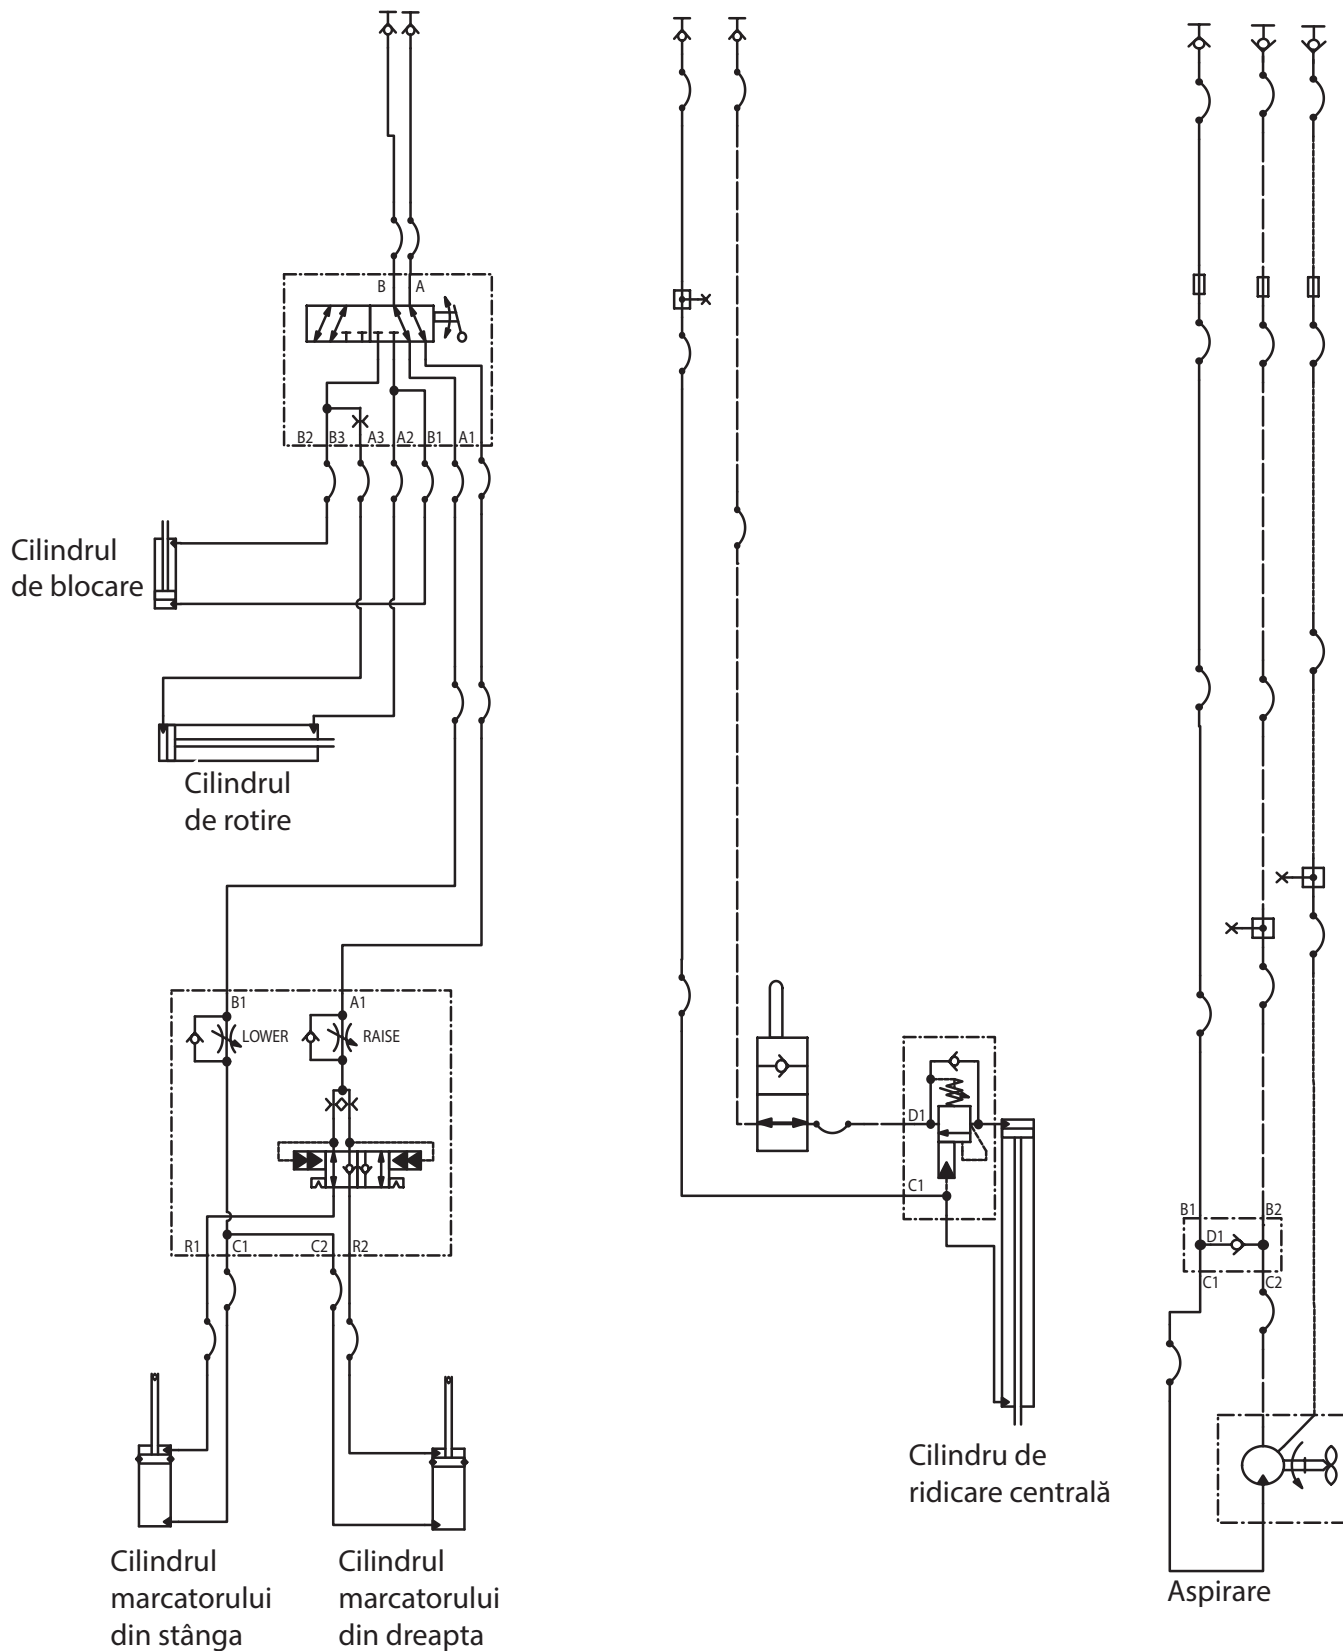 B A
B2 B3 A3 A2 B1 A1
Cilindrul
de blocare
Cilindrul
de rotire
B1 A1
LOWER RAISE
R1 C1 C2 R2
Cilindrul
marcatorului
din stânga
Cilindrul
marcatorului
din dreapta
D1
C1
Cilindru de
ridicare centrală
B1 B2
D1
C1 C2
Aspirare